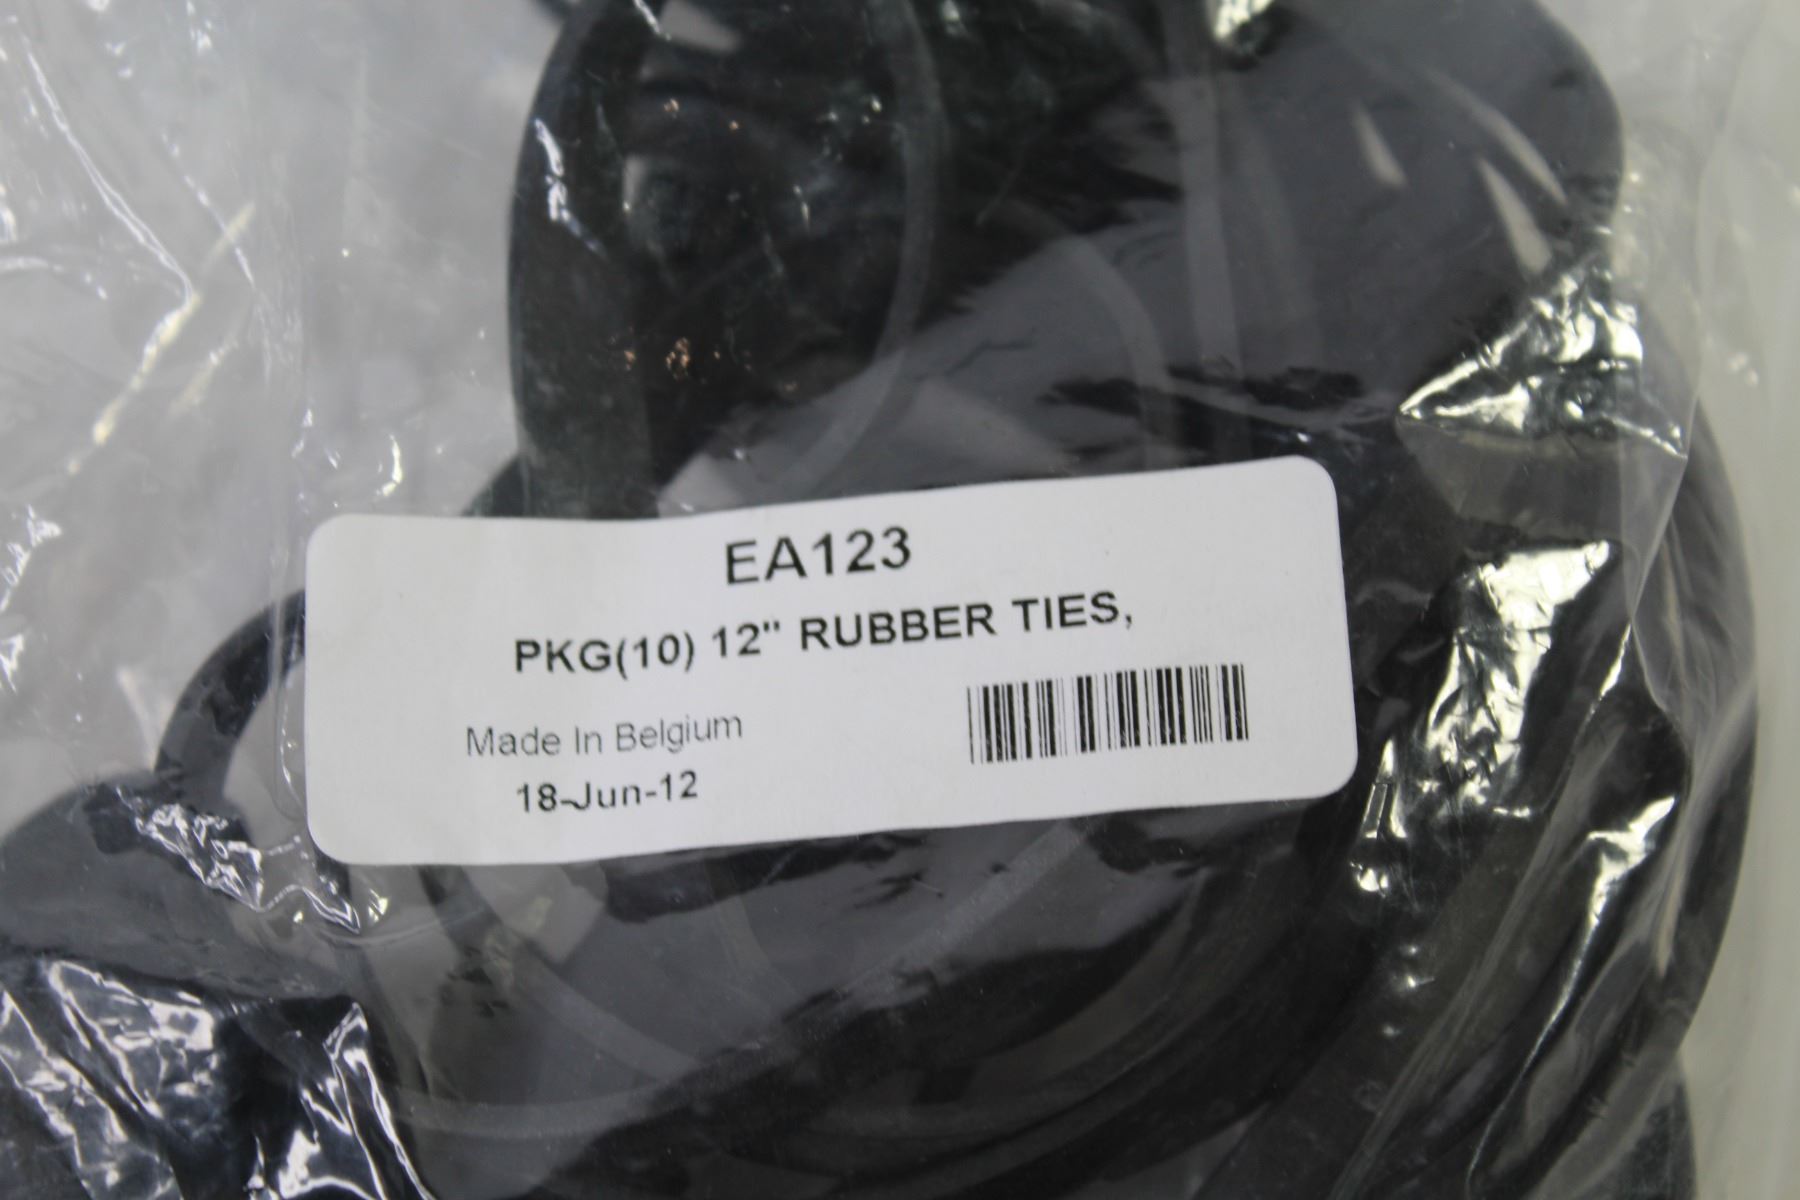 EA123
PKG(10) 12" RUBBER TIES,
Made In Belgium
18-Jun-12